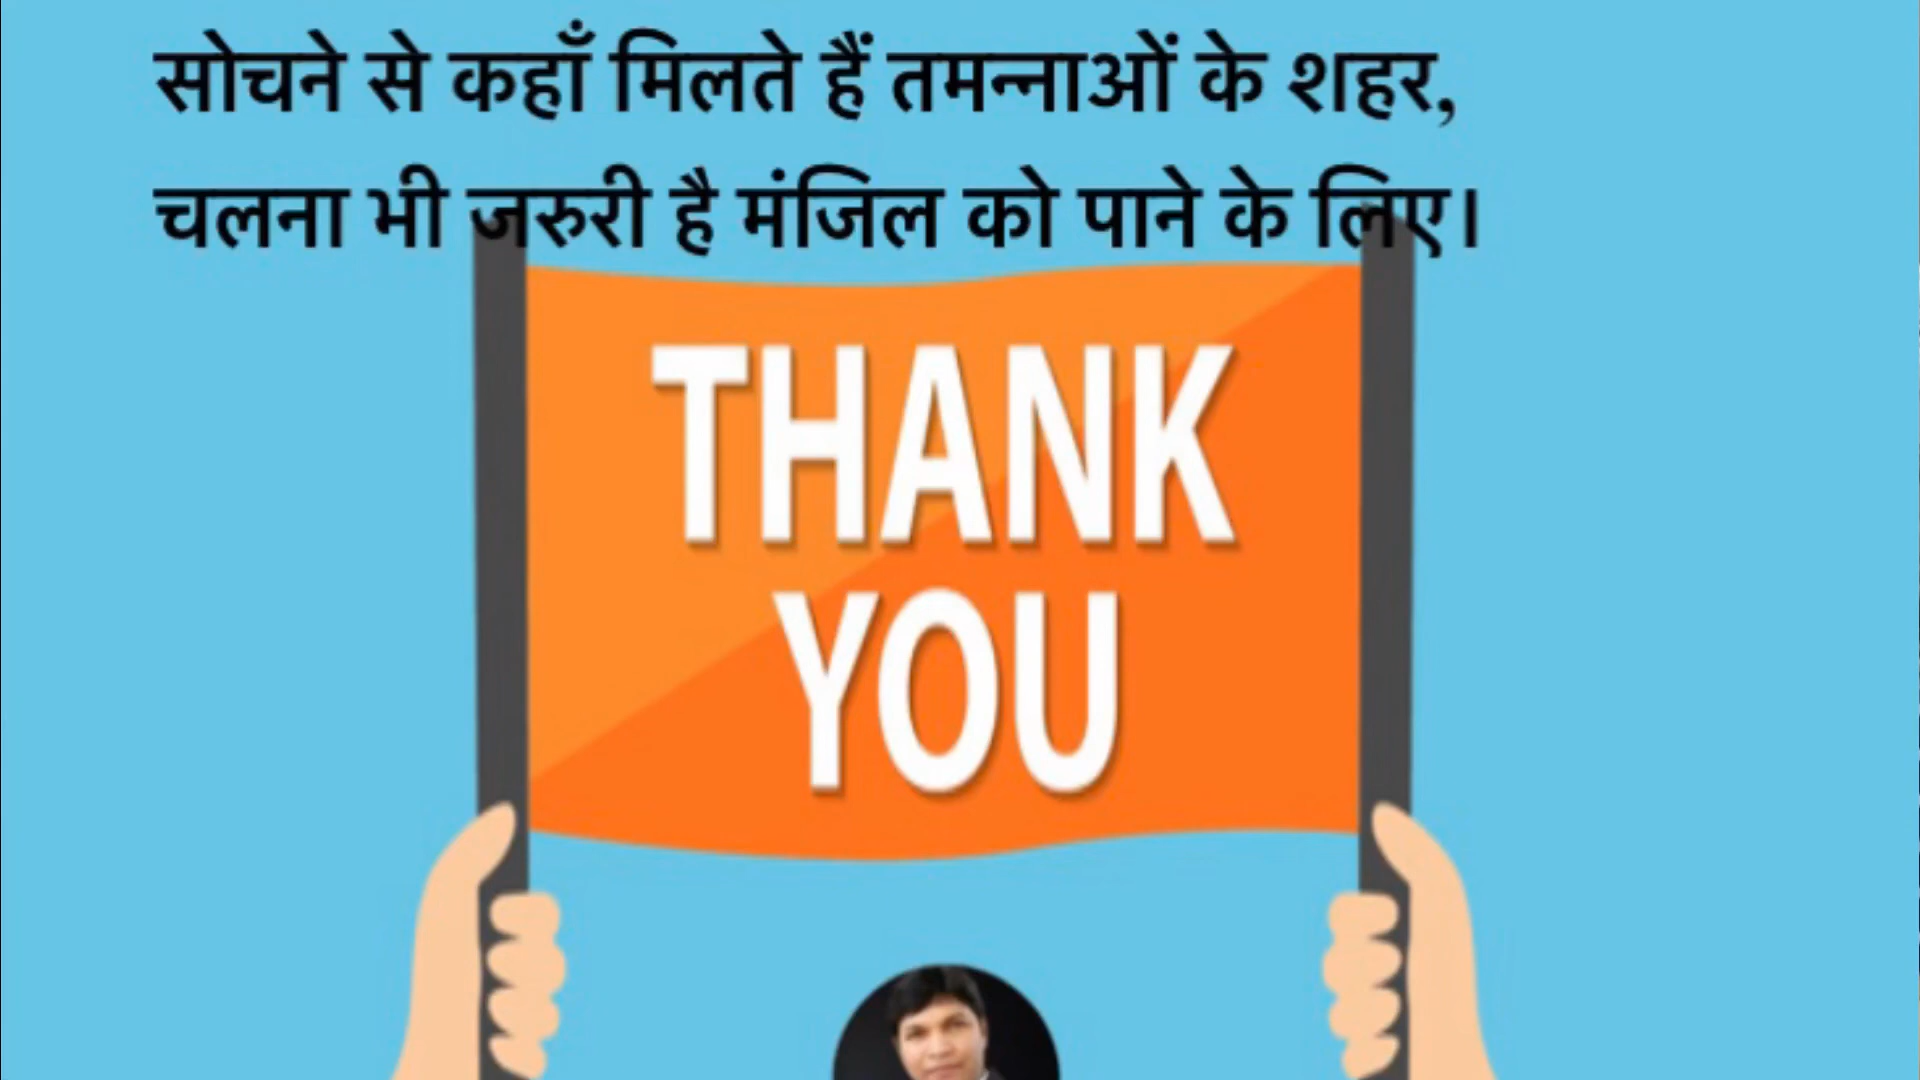 सोचने से कहाँ मिलते हैं तमन्नाओं के शहर,
चलना भी जरुरी है मंजिल को पाने के लिए।
THANK
YOU